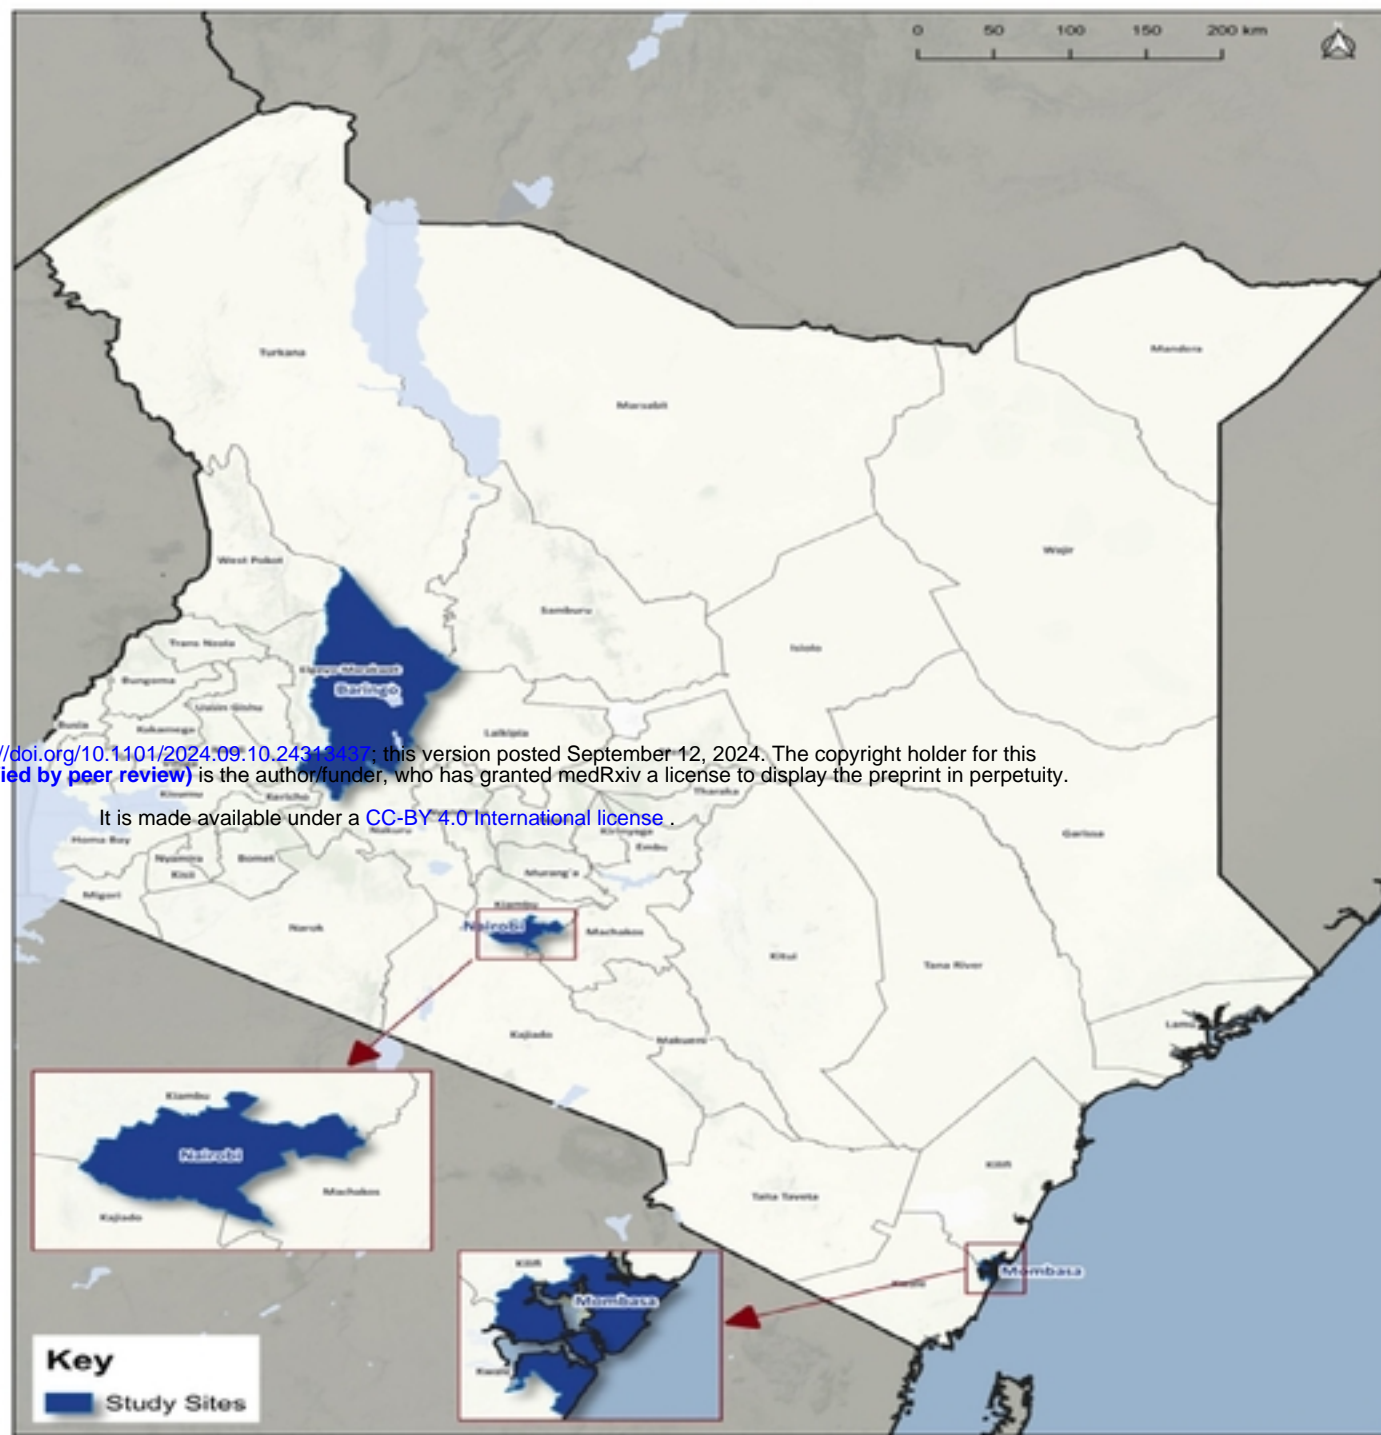 0 50 100 150 200 km
Turkana
Mandera
Marsabit
West Pokot
Wajir
Samburu
Trans Nzoia
Isiolo
Elgeyo Marakwet
Bungoma
Baringo
Uasin Gishu
Busia
Kakamega
Laikipia
//doi.org/10.1101/2024.09.10.24313437; this version posted September 12, 2024. The copyright holder for this
ied by peer review) is the author/funder, who has granted medRxiv a license to display the preprint in perpetuity.
Kisumu
Kericho
Tharaka
It is made available under a CC-BY 4.0 International license .
Nakuru
Kirinyaga
Garissa
Homa Bay
Embu
Nyamira
Bomet
Kisii
Murang'a
Migori
Kiambu
Narok
Nairobi
Machakos
Kitui
Tana River
Lamu
Kajiado
Makueni
Kiambu
Nairobi
Machakos
Kajiado
Kilifi
Taita Taveta
Kilifi
Mombasa
Kwale
Mombasa
Kwale
Key
Study Sites